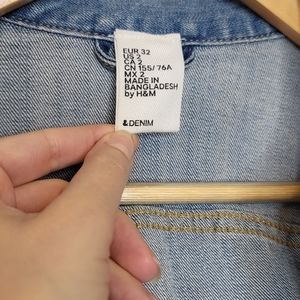 EUR 32
US 2
CA 2
CN 155/76A
MX 2
MADE IN
BANGLADESH
by H&M
&DENIM